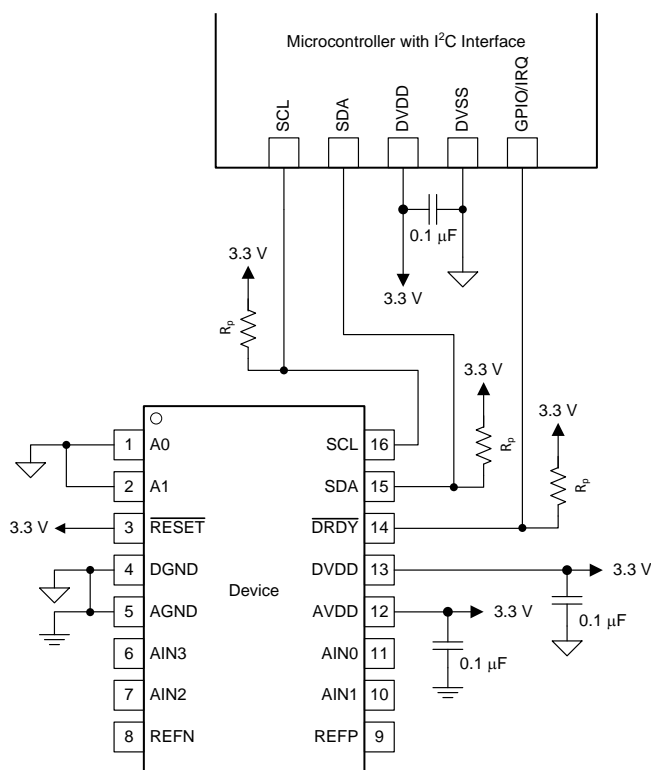 Microcontroller with I²C Interface
SCL
SDA
DVDD
DVSS
GPIO/IRQ
0.1 μF
3.3 V
3.3 V
Rp
3.3 V
Rp
3.3 V
Rp
1 A0
SCL 16
2 A1
SDA 15
3.3 V
3 RESET
DRDY 14
4 DGND
DVDD 13
3.3 V
Device
5 AGND
AVDD 12
3.3 V
0.1 μF
6 AIN3
AIN0 11
0.1 μF
7 AIN2
AIN1 10
8 REFN
REFP 9